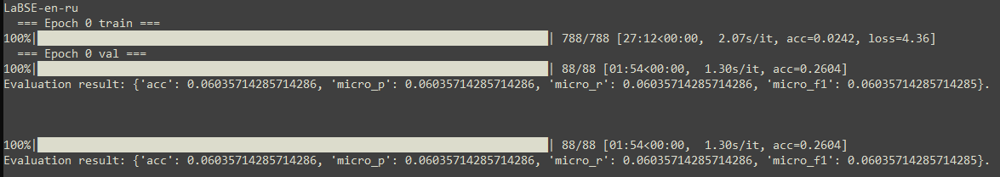 LaBSE-en-ru
=== Epoch 0 train ===
100%| | 788/788 [27:12<00:00, 2.07s/it, acc=0.0242, loss=4.36]
=== Epoch 0 val ===
100%| | 88/88 [01:54<00:00, 1.30s/it, acc=0.2604]
Evaluation result: {'acc': 0.06035714285714286, 'micro_p': 0.06035714285714286, 'micro_r': 0.06035714285714286, 'micro_f1': 0.06035714285714285}.
100%| | 88/88 [01:54<00:00, 1.30s/it, acc=0.2604]
Evaluation result: {'acc': 0.06035714285714286, 'micro_p': 0.06035714285714286, 'micro_r': 0.06035714285714286, 'micro_f1': 0.06035714285714285}.